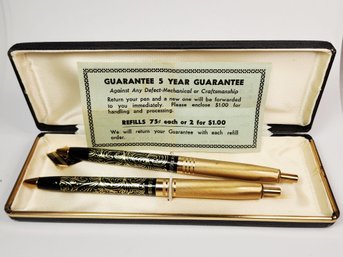 GUARANTEE 5 YEAR GUARANTEE
Against Any Defect-Mechanical or Craftsmanship
Return your pen and a new one will be forwarded
to you immediately. Please enclose $1.00 for
handling and processing.
REFILLS 75¢ each or 2 for $1.00
We will return your Guarantee with each refill
order.